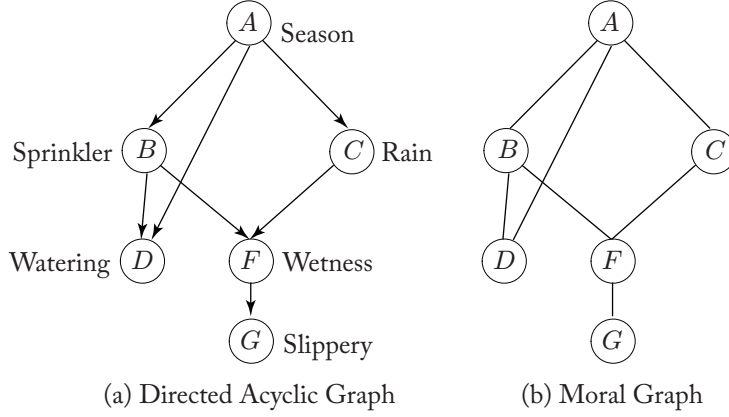 A
Season
Sprinkler
B
C
Rain
Watering
D
F
Wetness
G
Slippery
(a) Directed Acyclic Graph
A
B
C
D
F
G
(b) Moral Graph